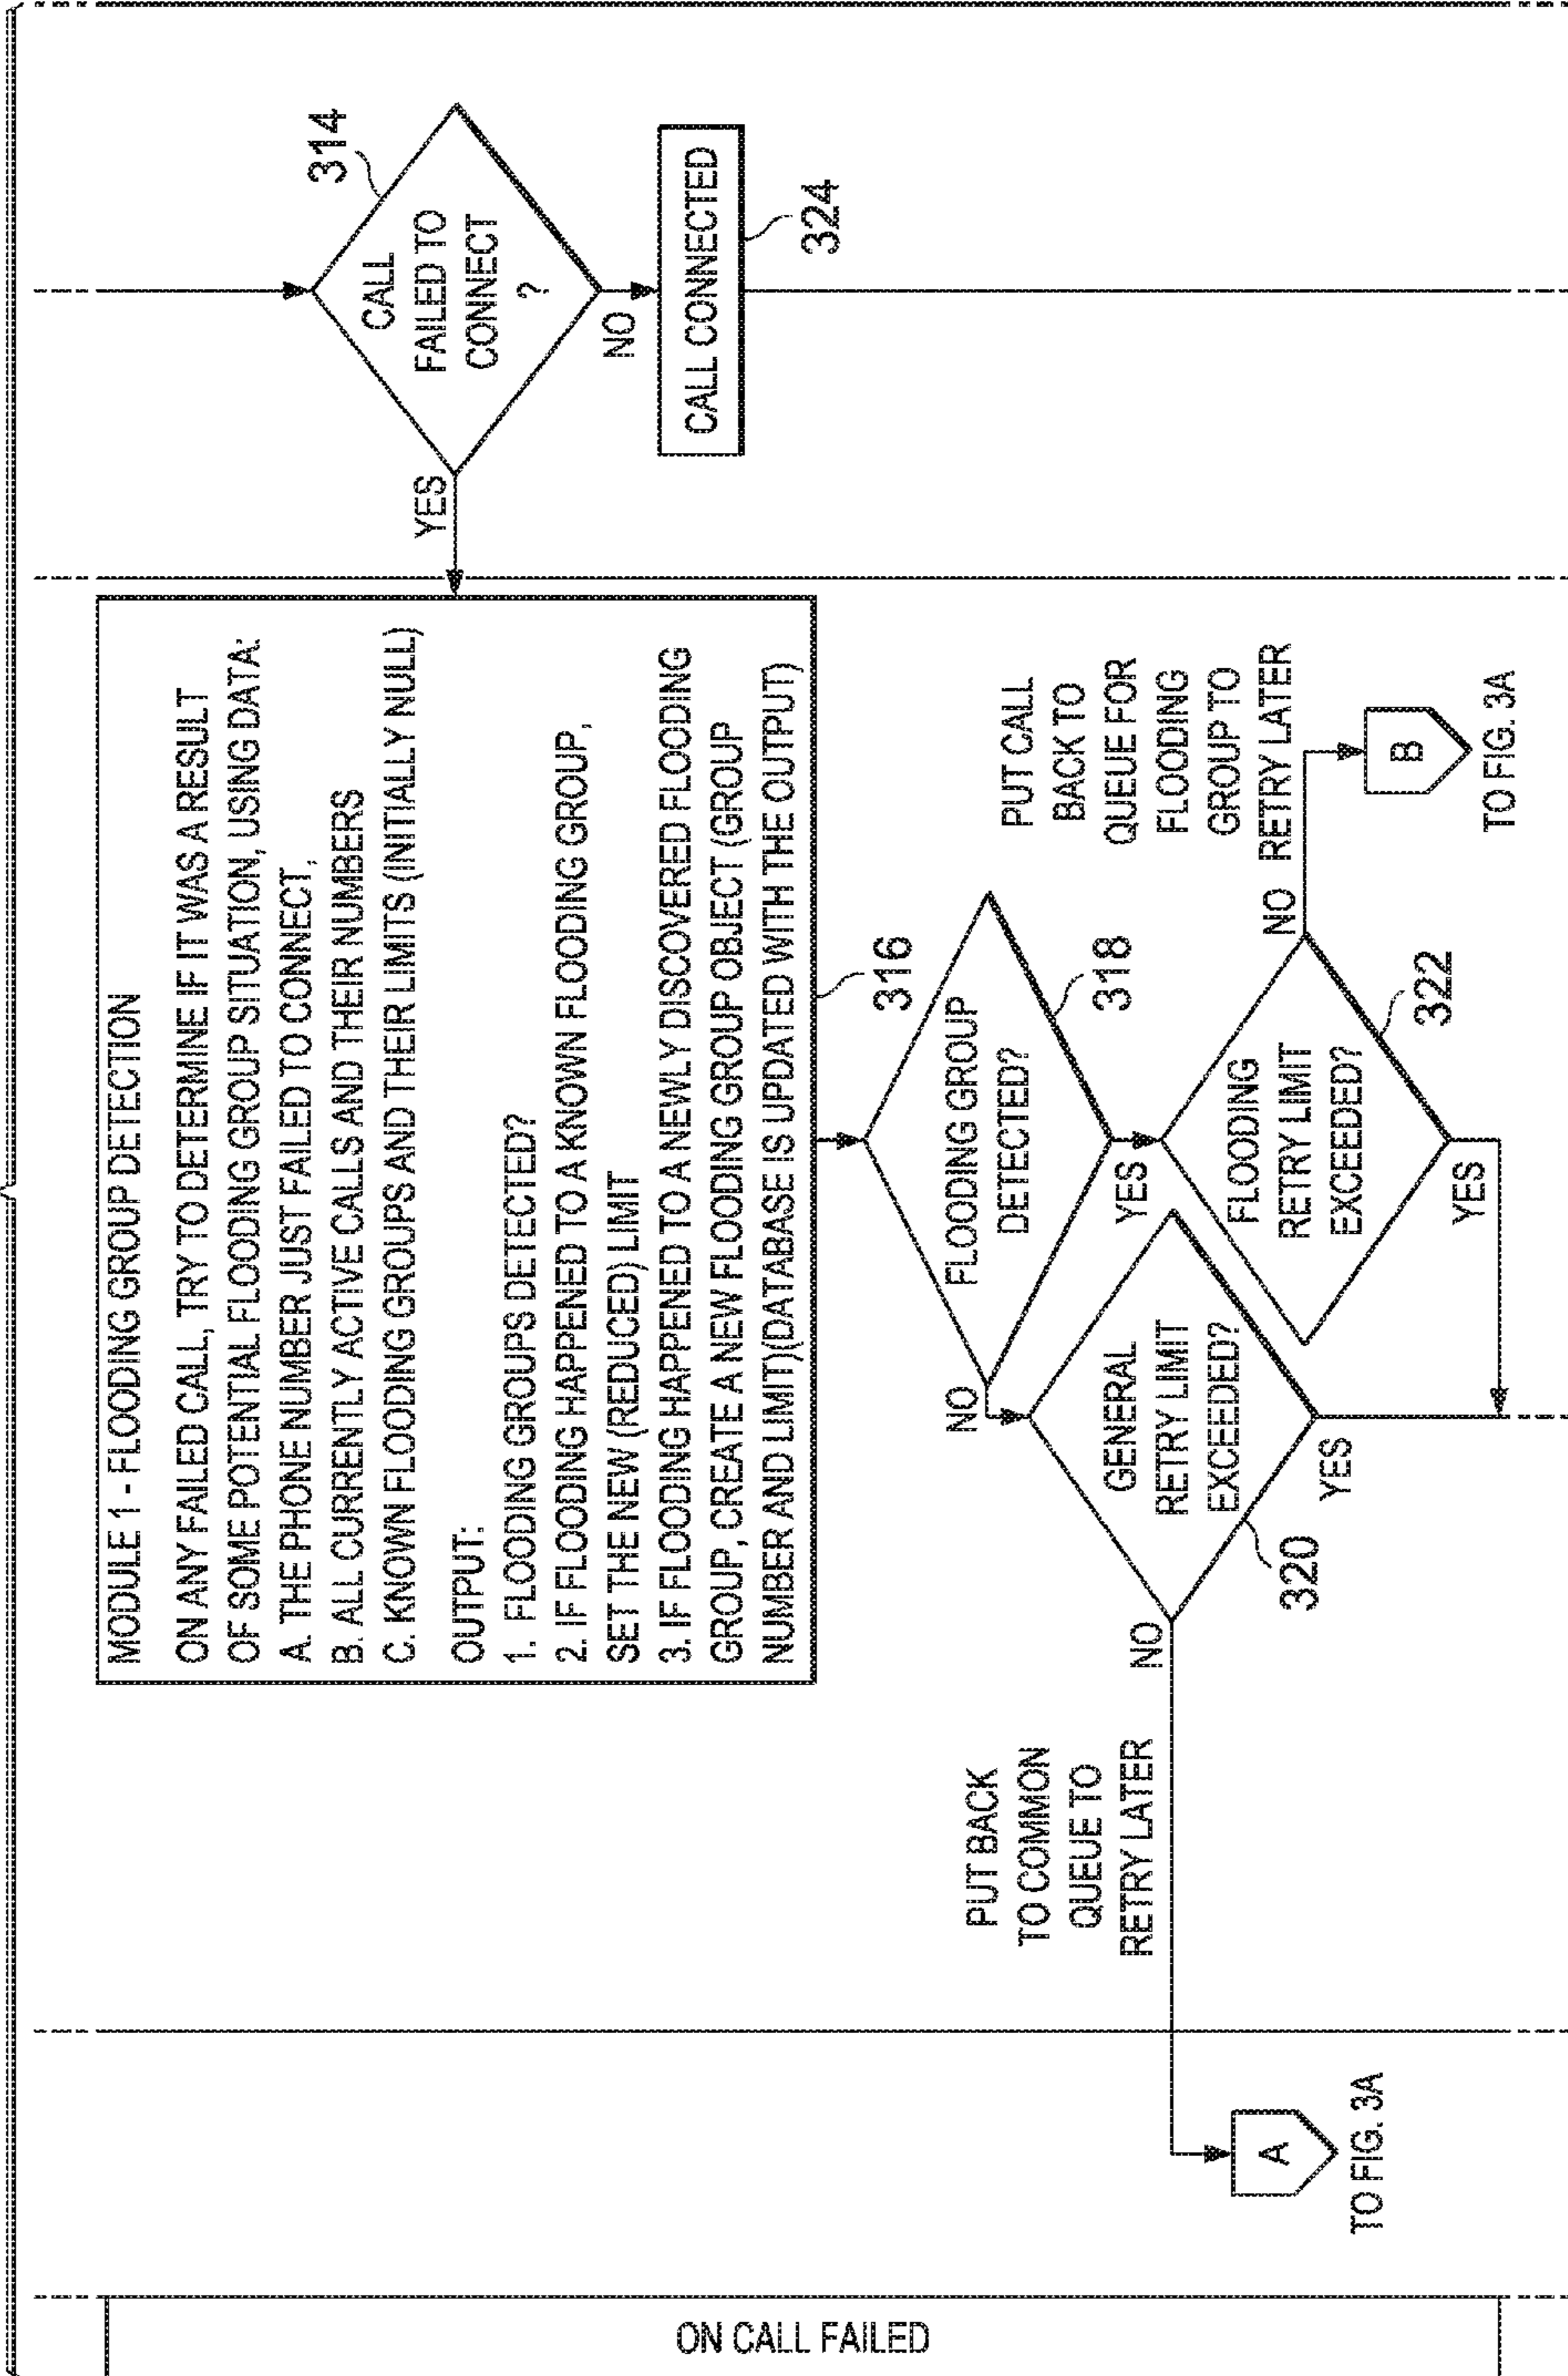 ON CALL FAILED
MODULE 1 - FLOODING GROUP DETECTION
ON ANY FAILED CALL, TRY TO DETERMINE IF IT WAS A RESULT
OF SOME POTENTIAL FLOODING GROUP SITUATION, USING DATA:
A. THE PHONE NUMBER JUST FAILED TO CONNECT,
B. ALL CURRENTLY ACTIVE CALLS AND THEIR NUMBERS
C. KNOWN FLOODING GROUPS AND THEIR LIMITS (INITIALLY NULL)
OUTPUT:
1. FLOODING GROUPS DETECTED?
2. IF FLOODING HAPPENED TO A KNOWN FLOODING GROUP,
SET THE NEW (REDUCED) LIMIT
3. IF FLOODING HAPPENED TO A NEWLY DISCOVERED FLOODING
GROUP, CREATE A NEW FLOODING GROUP OBJECT (GROUP
NUMBER AND LIMIT)(DATABASE IS UPDATED WITH THE OUTPUT)
316
YES
314
CALL
FAILED TO
CONNECT
?
NO
CALL CONNECTED
324
FLOODING GROUP
DETECTED?
318
NO
YES
GENERAL
RETRY LIMIT
EXCEEDED?
320
NO
YES
PUT BACK
TO COMMON
QUEUE TO
RETRY LATER
A
TO FIG. 3A
FLOODING
RETRY LIMIT
EXCEEDED?
322
NO
YES
PUT CALL
BACK TO
QUEUE FOR
FLOODING
GROUP TO
RETRY LATER
B
TO FIG. 3A